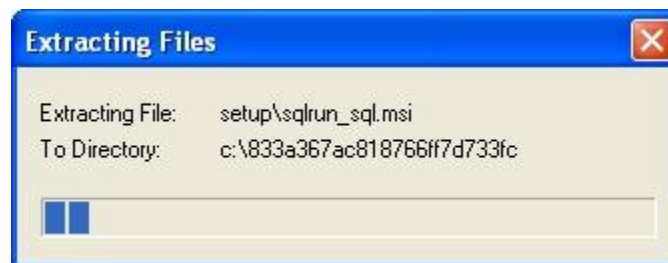 Extracting Files
Extracting File: setup\sqlrun_sql.msi
To Directory: c:\833a367ac818766ff7d733fc